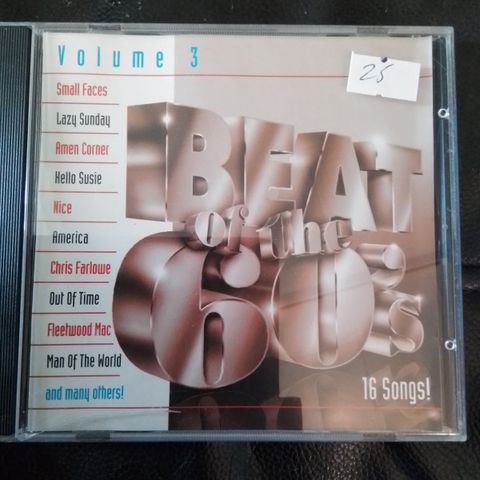 Volume 3
25
Small Faces
Lazy Sunday
Amen Corner
Hello Susie
Nice
America
Chris Farlowe
Out Of Time
Fleetwood Mac
Man Of The World
and many others!
BEAT
of the
60's
16 Songs!